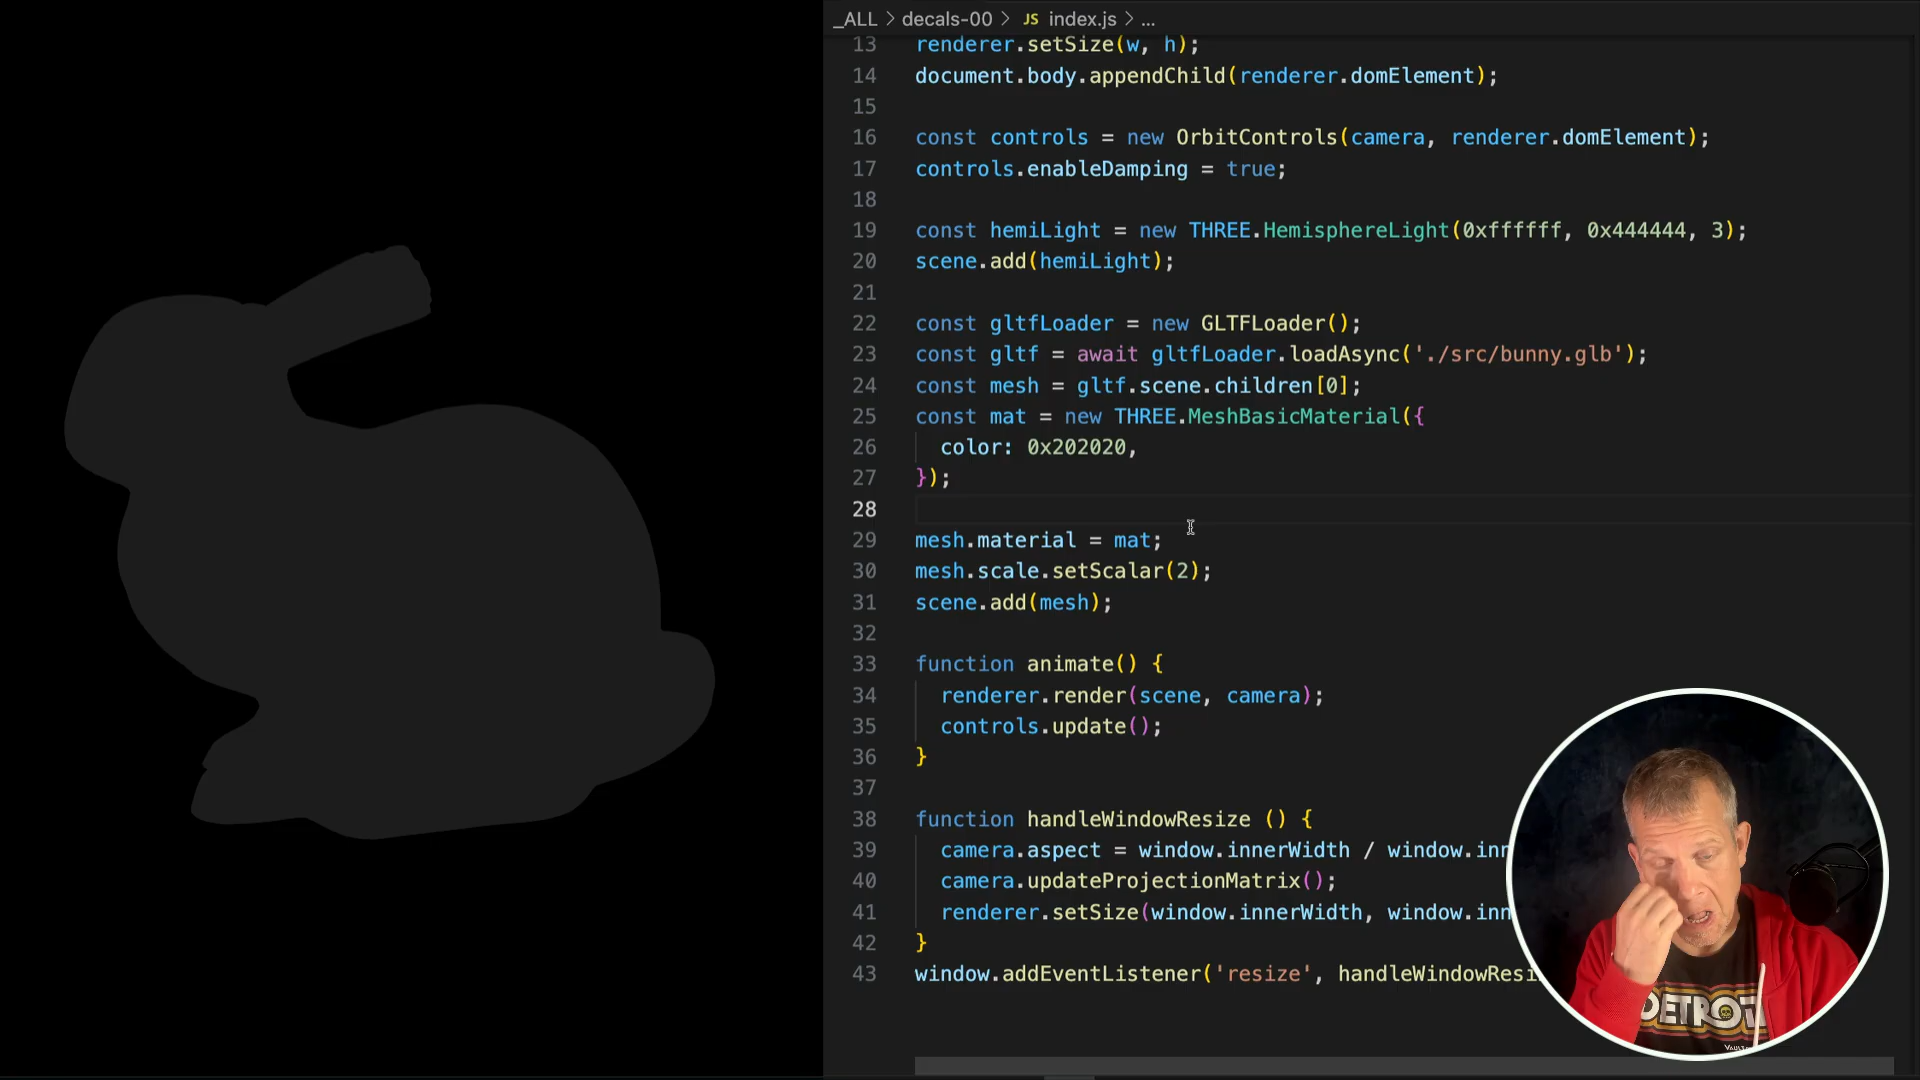 _ALL > decals-00 > JS index.js > ...
13 renderer.setSize(w, h);
14 document.body.appendChild(renderer.domElement);
15
16 const controls = new OrbitControls(camera, renderer.domElement);
17 controls.enableDamping = true;
18
19 const hemiLight = new THREE.HemisphereLight(0xffffff, 0x444444, 3);
20 scene.add(hemiLight);
21
22 const gltfLoader = new GLTFLoader();
23 const gltf = await gltfLoader.loadAsync('./src/bunny.glb');
24 const mesh = gltf.scene.children[0];
25 const mat = new THREE.MeshBasicMaterial({
26 color: 0x202020,
27 });
28
29 mesh.material = mat;
30 mesh.scale.setScalar(2);
31 scene.add(mesh);
32
33 function animate() {
34 renderer.render(scene, camera);
35 controls.update();
36 }
37
38 function handleWindowResize () {
39 camera.aspect = window.innerWidth / window.inn
40 camera.updateProjectionMatrix();
41 renderer.setSize(window.innerWidth, window.inn
42 }
43 window.addEventListener('resize', handleWindowResi
DETROIT